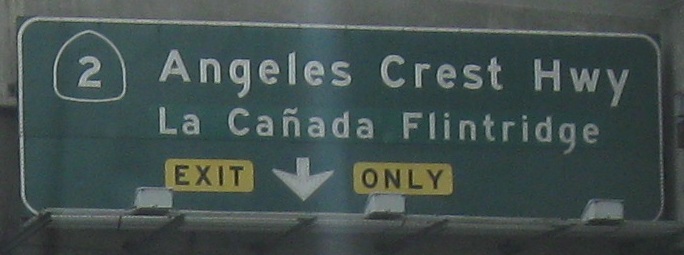 2 Angeles Crest Hwy
La Cañada Flintridge
EXIT ONLY